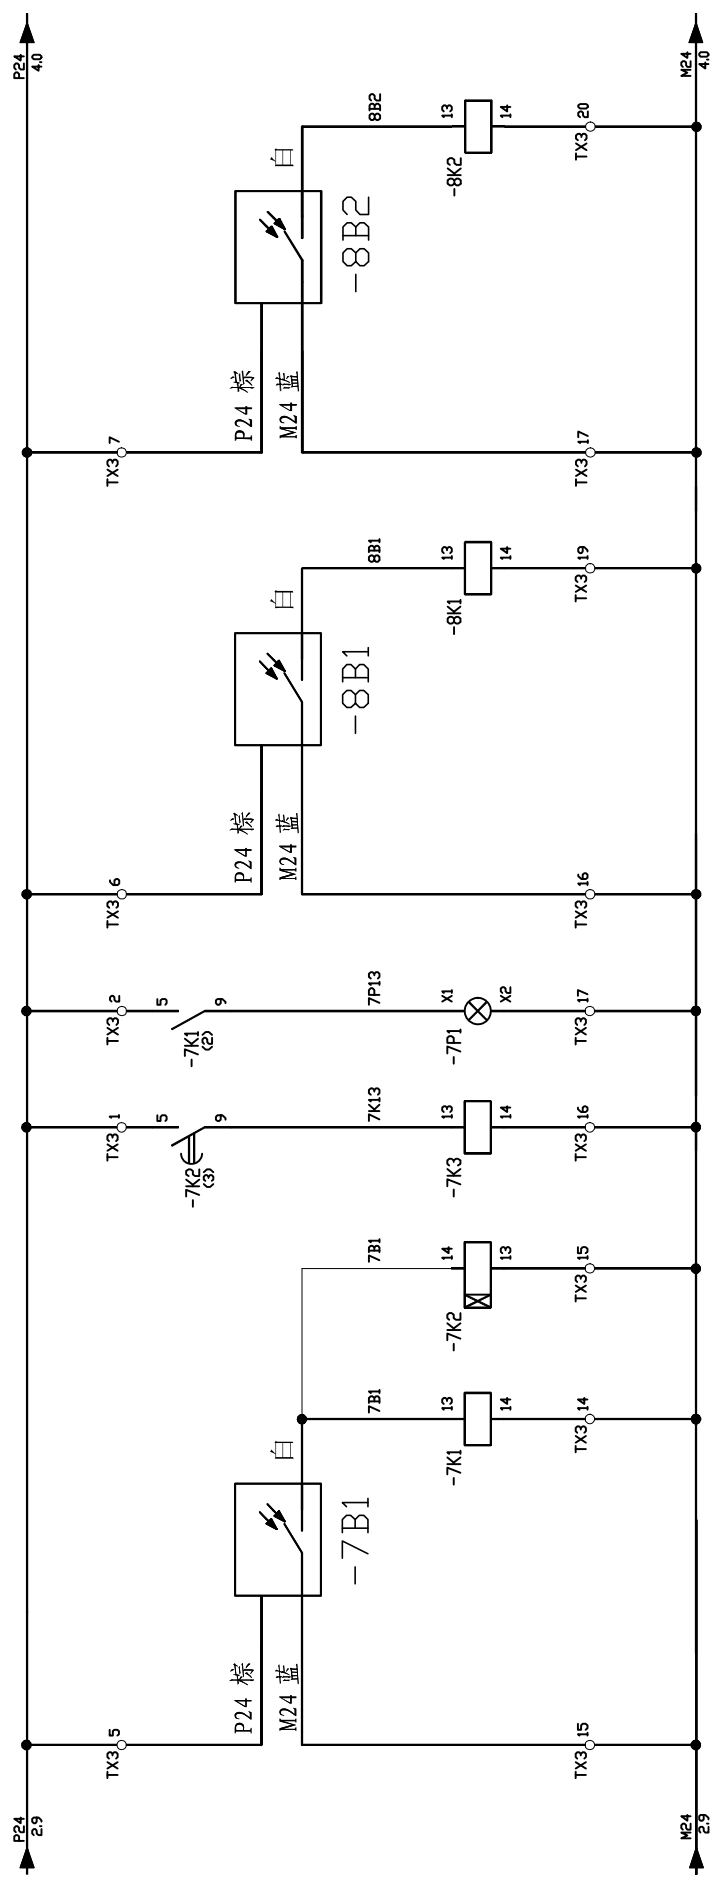 P24
4.0
M24
4.0
8B2
13
14
20
TX3
-8K2
白
-8B2
P24 棕
M24 蓝
7
TX3
17
TX3
8B1
13
14
19
TX3
-8K1
白
-8B1
P24 棕
M24 蓝
6
TX3
16
TX3
2
TX3
5
9
-7K1
(2)
7P13
X1
X2
-7P1
17
TX3
1
TX3
5
9
-7K2
(3)
7K13
13
14
-7K3
16
TX3
7B1
14
13
-7K2
15
TX3
7B1
13
14
-7K1
14
TX3
白
-7B1
P24 棕
M24 蓝
5
TX3
15
TX3
P24
2.9
M24
2.9